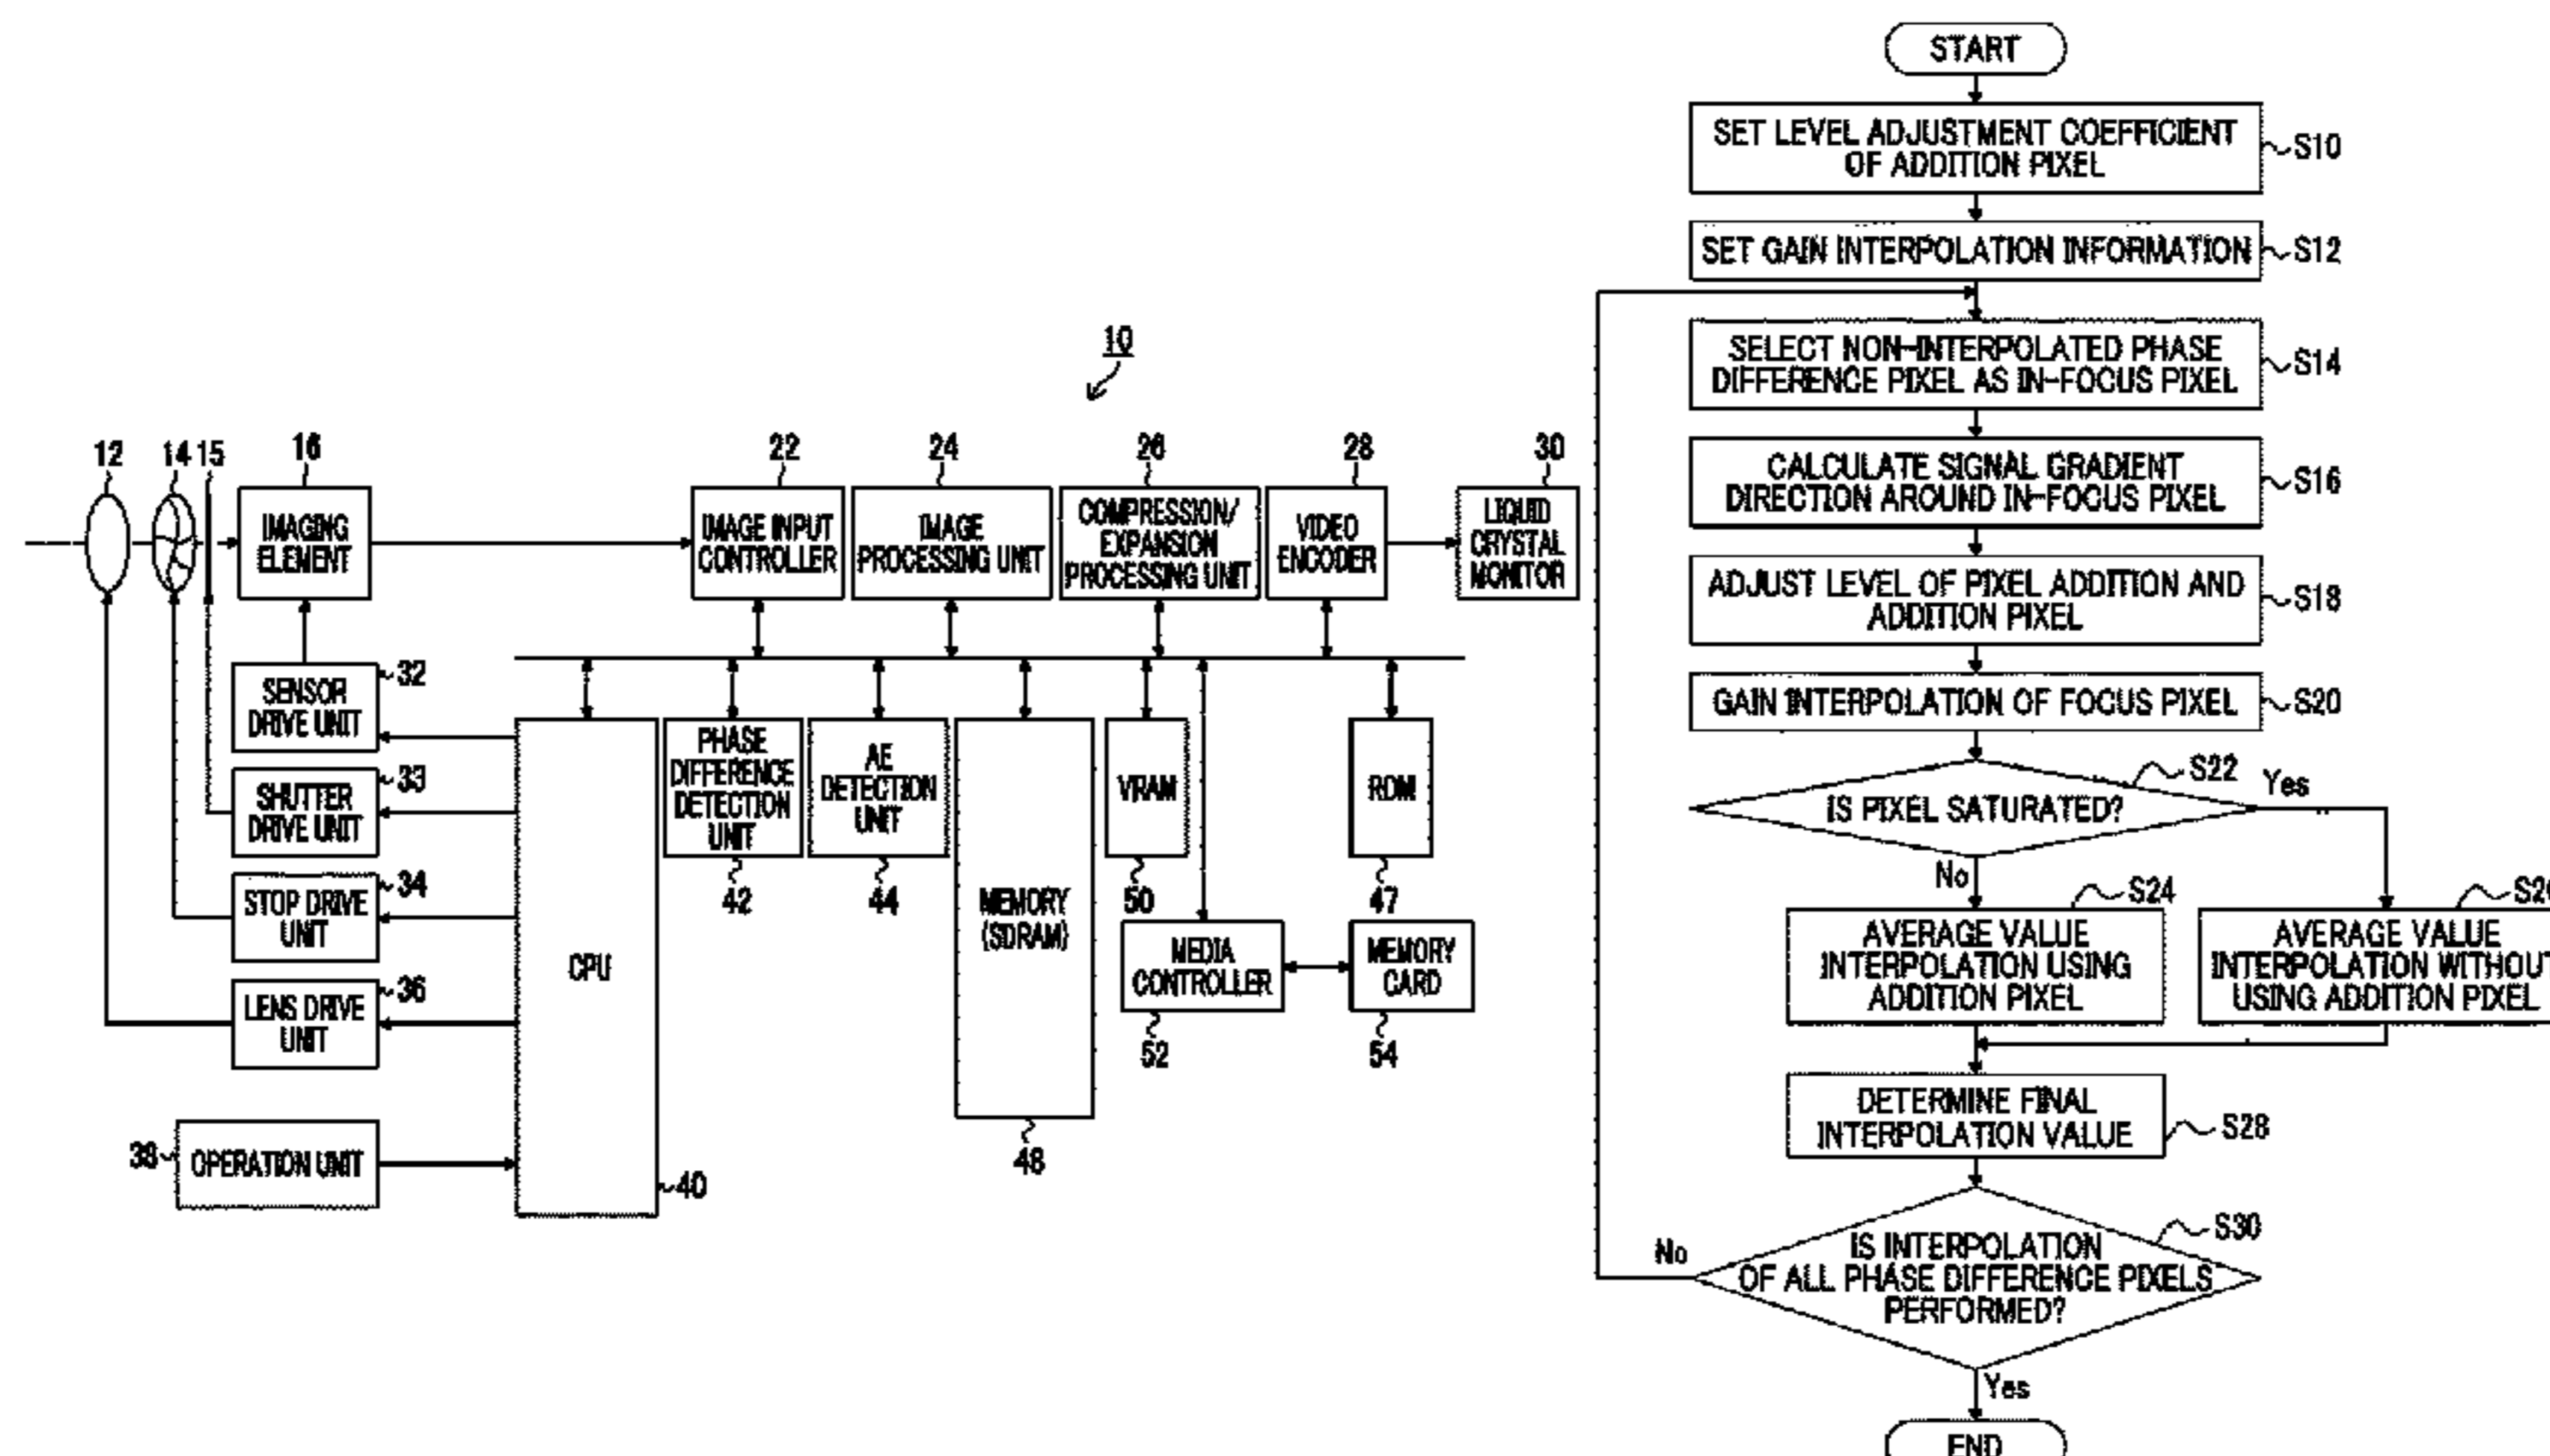 10
12
14
15
16
22
24
26
28
30
IMAGING
ELEMENT
IMAGE INPUT
CONTROLLER
IMAGE
PROCESSING UNIT
COMPRESSION/
EXPANSION
PROCESSING UNIT
VIDEO
ENCODER
LIQUID
CRYSTAL
MONITOR
SENSOR
DRIVE UNIT
32
SHUTTER
DRIVE UNIT
33
STOP DRIVE
UNIT
34
LENS DRIVE
UNIT
36
38
OPERATION UNIT
CPU
40
PHASE
DIFFERENCE
DETECTION
UNIT
42
AE
DETECTION
UNIT
44
MEMORY
(SDRAM)
48
VRAM
50
ROM
47
MEDIA
CONTROLLER
52
MEMORY
CARD
54
START
SET LEVEL ADJUSTMENT COEFFICIENT
OF ADDITION PIXEL
S10
SET GAIN INTERPOLATION INFORMATION
S12
SELECT NON-INTERPOLATED PHASE
DIFFERENCE PIXEL AS IN-FOCUS PIXEL
S14
CALCULATE SIGNAL GRADIENT
DIRECTION AROUND IN-FOCUS PIXEL
S16
ADJUST LEVEL OF PIXEL ADDITION AND
ADDITION PIXEL
S18
GAIN INTERPOLATION OF FOCUS PIXEL
S20
IS PIXEL SATURATED?
S22
Yes
No
AVERAGE VALUE
INTERPOLATION USING
ADDITION PIXEL
S24
AVERAGE VALUE
INTERPOLATION WITHOUT
USING ADDITION PIXEL
DETERMINE FINAL
INTERPOLATION VALUE
S28
IS INTERPOLATION
OF ALL PHASE DIFFERENCE PIXELS
PERFORMED?
S30
No
Yes
END